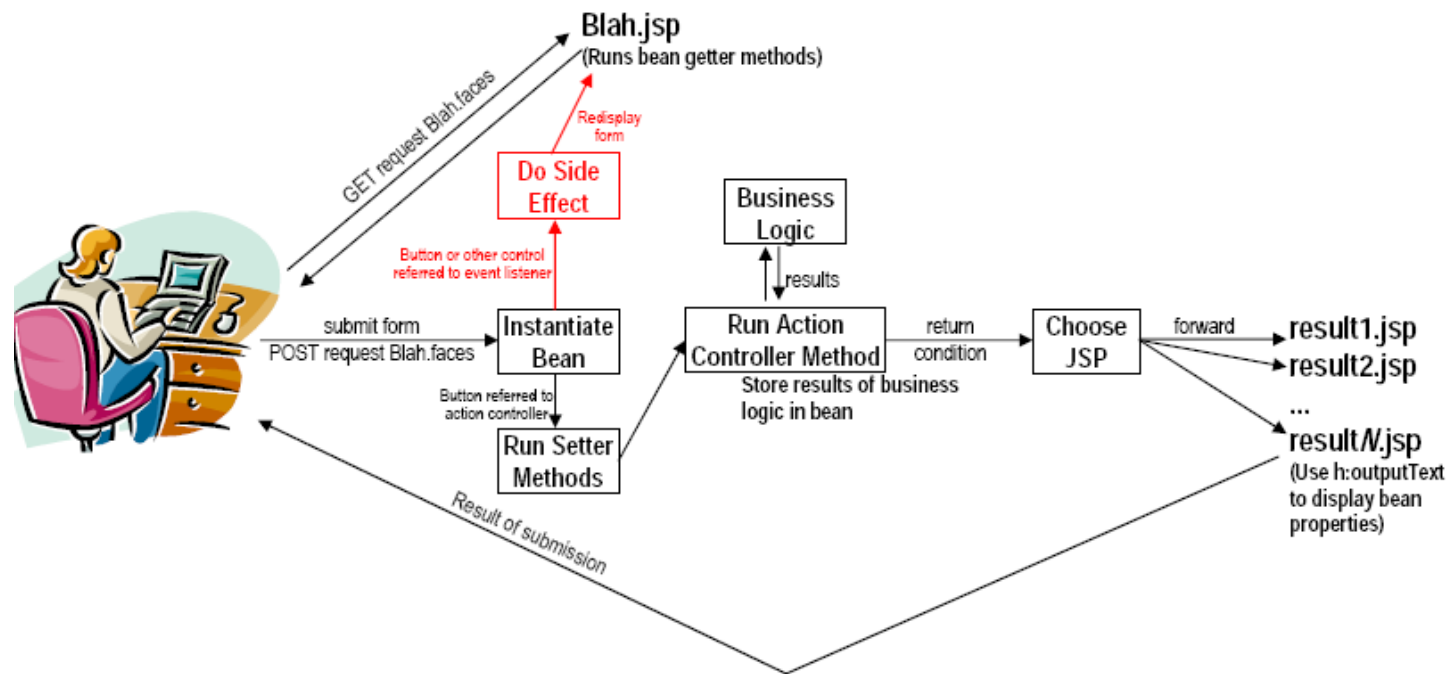 Blah.jsp
(Runs bean getter methods)
GET request Blah.faces
Redisplay
form
Do Side
Effect
Business
Logic
Button or other control
referred to event listener
results
submit form
POST request Blah.faces
Instantiate
Bean
Run Action
Controller Method
return
condition
Choose
JSP
forward
result1.jsp
result2.jsp
...
resultN.jsp
(Use h:outputText
to display bean
properties)
Store results of business
logic in bean
Button referred to
action controller
Run Setter
Methods
Result of submission